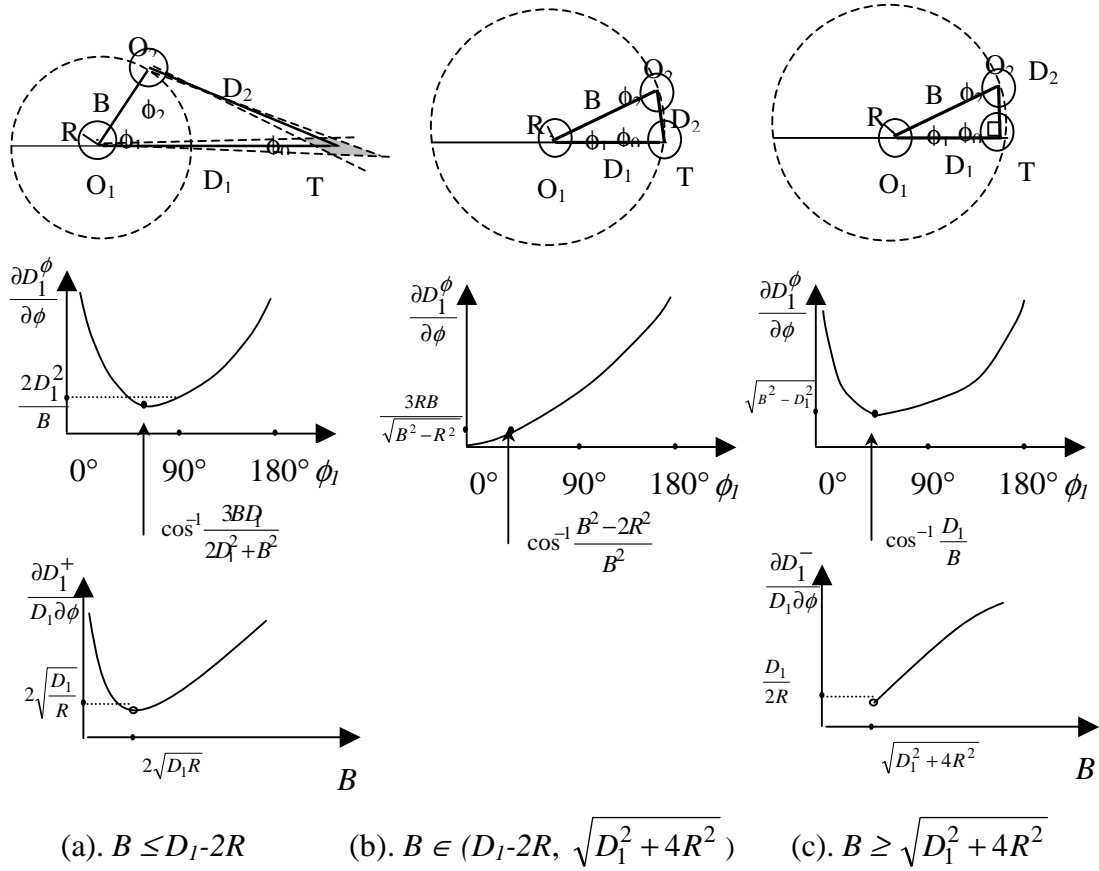 O₂ B D₂ ϕ₂ R ϕ₁ ϕ₀ O₁ D₁ T
O₂ B ϕ₂ R D₂ ϕ₁ ϕ₀ D₁ O₁ T
O₂ D₂ B ϕ₂ R ϕ₁ ϕ₀ D₁ O₁ T
∂D₁^ϕ/∂ϕ
2D₁²/B
0° 90° 180° ϕ₁
cos⁻¹ 3BD₁/(2D₁²+B²)
∂D₁^ϕ/∂ϕ
3RB/√(B²−R²)
0° 90° 180° ϕ₁
cos⁻¹ (B²−2R²)/B²
∂D₁^ϕ/∂ϕ
√(B²−D₁²)
0° 90° 180° ϕ₁
cos⁻¹ D₁/B
∂D₁⁺/D₁∂ϕ
2√(D₁/R)
2√(D₁R)
B
∂D₁⁻/D₁∂ϕ
D₁/2R
√(D₁²+4R²)
B
(a). B ≤ D₁-2R (b). B ∈ (D₁-2R, √(D₁²+4R²) ) (c). B ≥ √(D₁²+4R²)